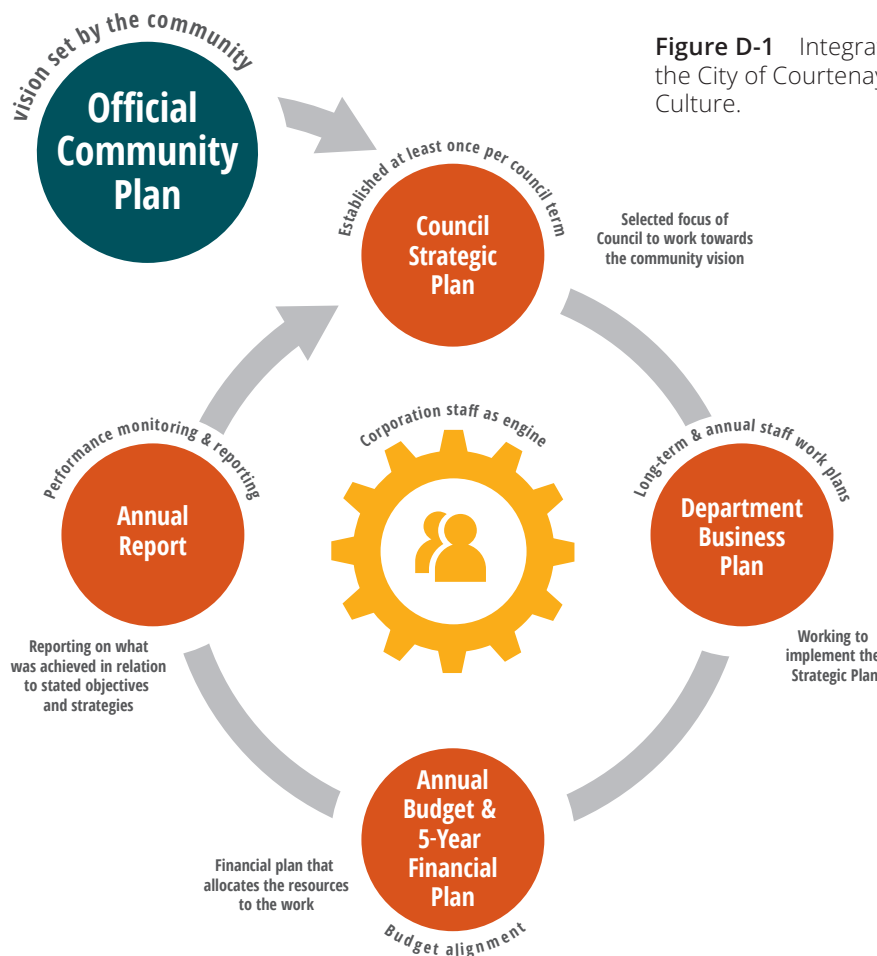 vision set by the community
Official
Community
Plan
Figure D-1 Integra
the City of Courtenay
Culture.
Established at least once per council term
Council
Strategic
Plan
Selected focus of
Council to work towards
the community vision
Performance monitoring & reporting
Annual
Report
Corporation staff as engine
Long-term & annual staff work plans
Department
Business
Plan
Reporting on what
was achieved in relation
to stated objectives
and strategies
Working to
implement the
Strategic Plan
Annual
Budget &
5-Year
Financial
Plan
Financial plan that
allocates the resources
to the work
Budget alignment